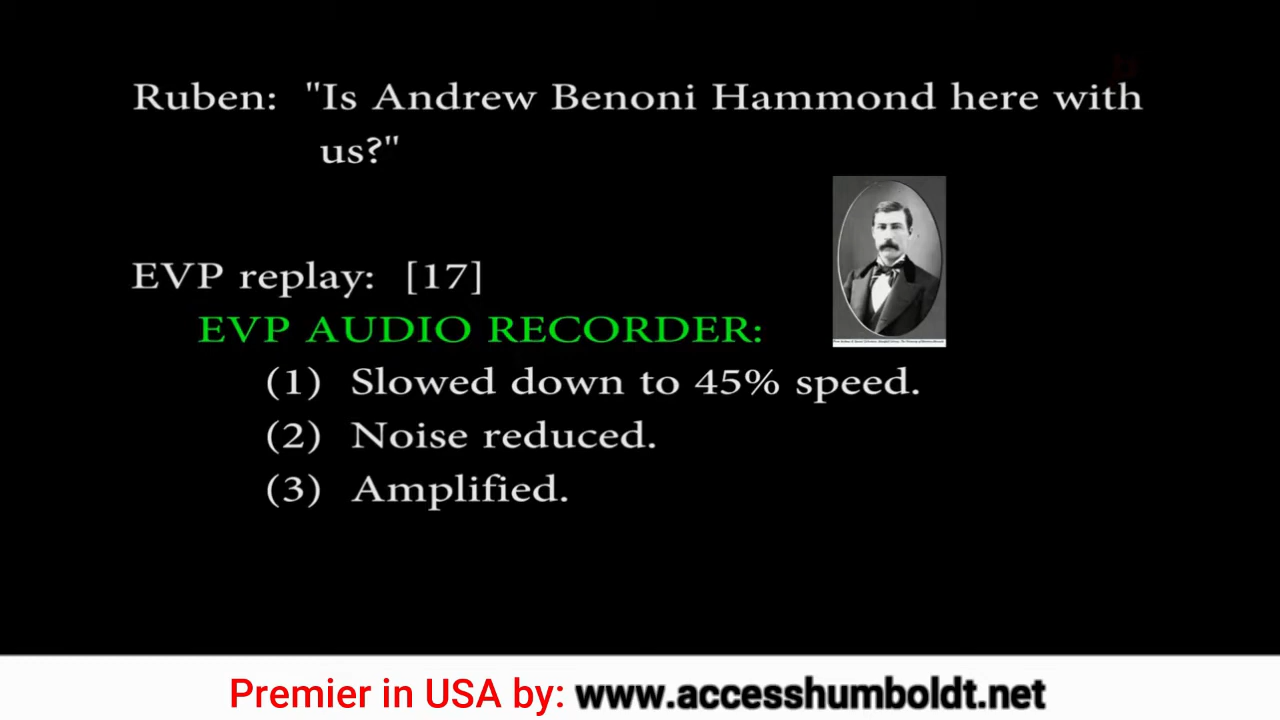 Ruben: "Is Andrew Benoni Hammond here with
us?"
EVP replay: [17]
EVP AUDIO RECORDER:
(1) Slowed down to 45% speed.
(2) Noise reduced.
(3) Amplified.
Premier in USA by: www.accesshumboldt.net